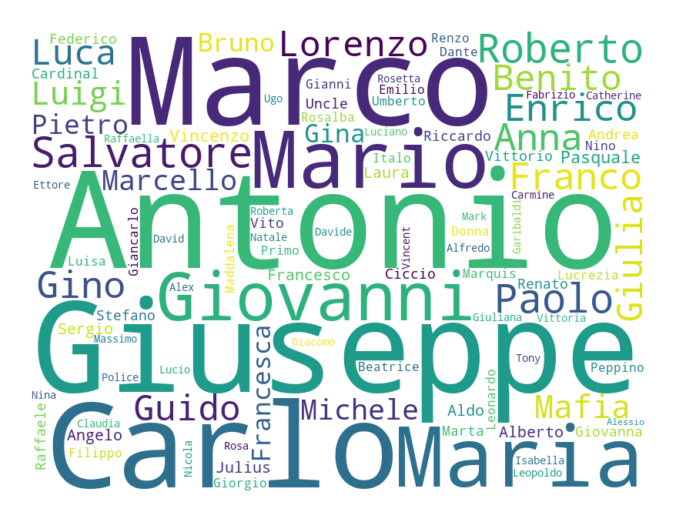 Federico
Luca
Cardinal
Luigi
Pietro
Marco
Bruno
Lorenzo
Renzo
Dante
Roberto
Ugo
Gianni
Rosetta
Emilio
Uncle
Umberto
Rosalba
Benito
Fabrizio
Catherine
Enrico
Raffaella
Vincenzo
Gina
Luciano
Riccardo
Anna
Andrea
Nino
Salvatore
Mario
Italo
Laura
Vittorio
Pasquale
Ettore
Marcello
Franco
Carmine
Antonio
Giancarlo
David
Roberta
Vito
Natale
Primo
Davide
Mark
Donna
Alfredo
Garibaldi
Giulia
Luisa
Maddalena
Francesco
Ciccio
Vincent
Marquis
Renato
Lucrezia
Gino
Alex
Giovanni
Paolo
Stefano
Sergio
Massimo
Giuliana
Vittoria
Giuseppe
Giacomo
Police
Lucio
Francesca
Beatrice
Tony
Peppino
Nina
Raffaele
Claudia
Angelo
Filippo
Carlo
Guido
Michele
Aldo
Marta
Leonardo
Mafia
Alberto
Giovanna
Alessio
Nicola
Rosa
Julius
Giorgio
Maria
Isabella
Leopoldo